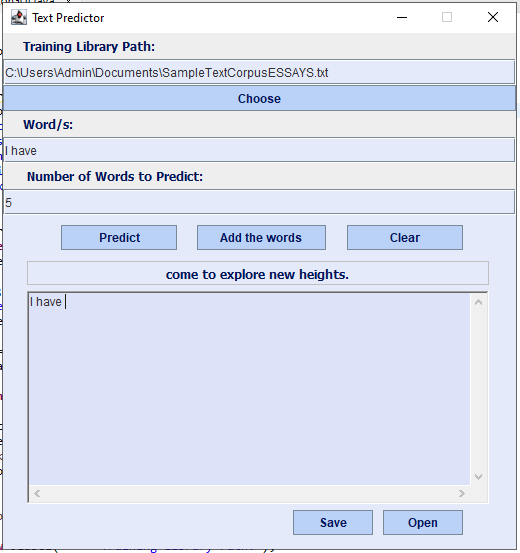 Text Predictor
Training Library Path:
C:\Users\Admin\Documents\SampleTextCorpusESSAYS.txt
Choose
Word/s:
I have
Number of Words to Predict:
5
Predict Add the words Clear
come to explore new heights.
I have
Save Open